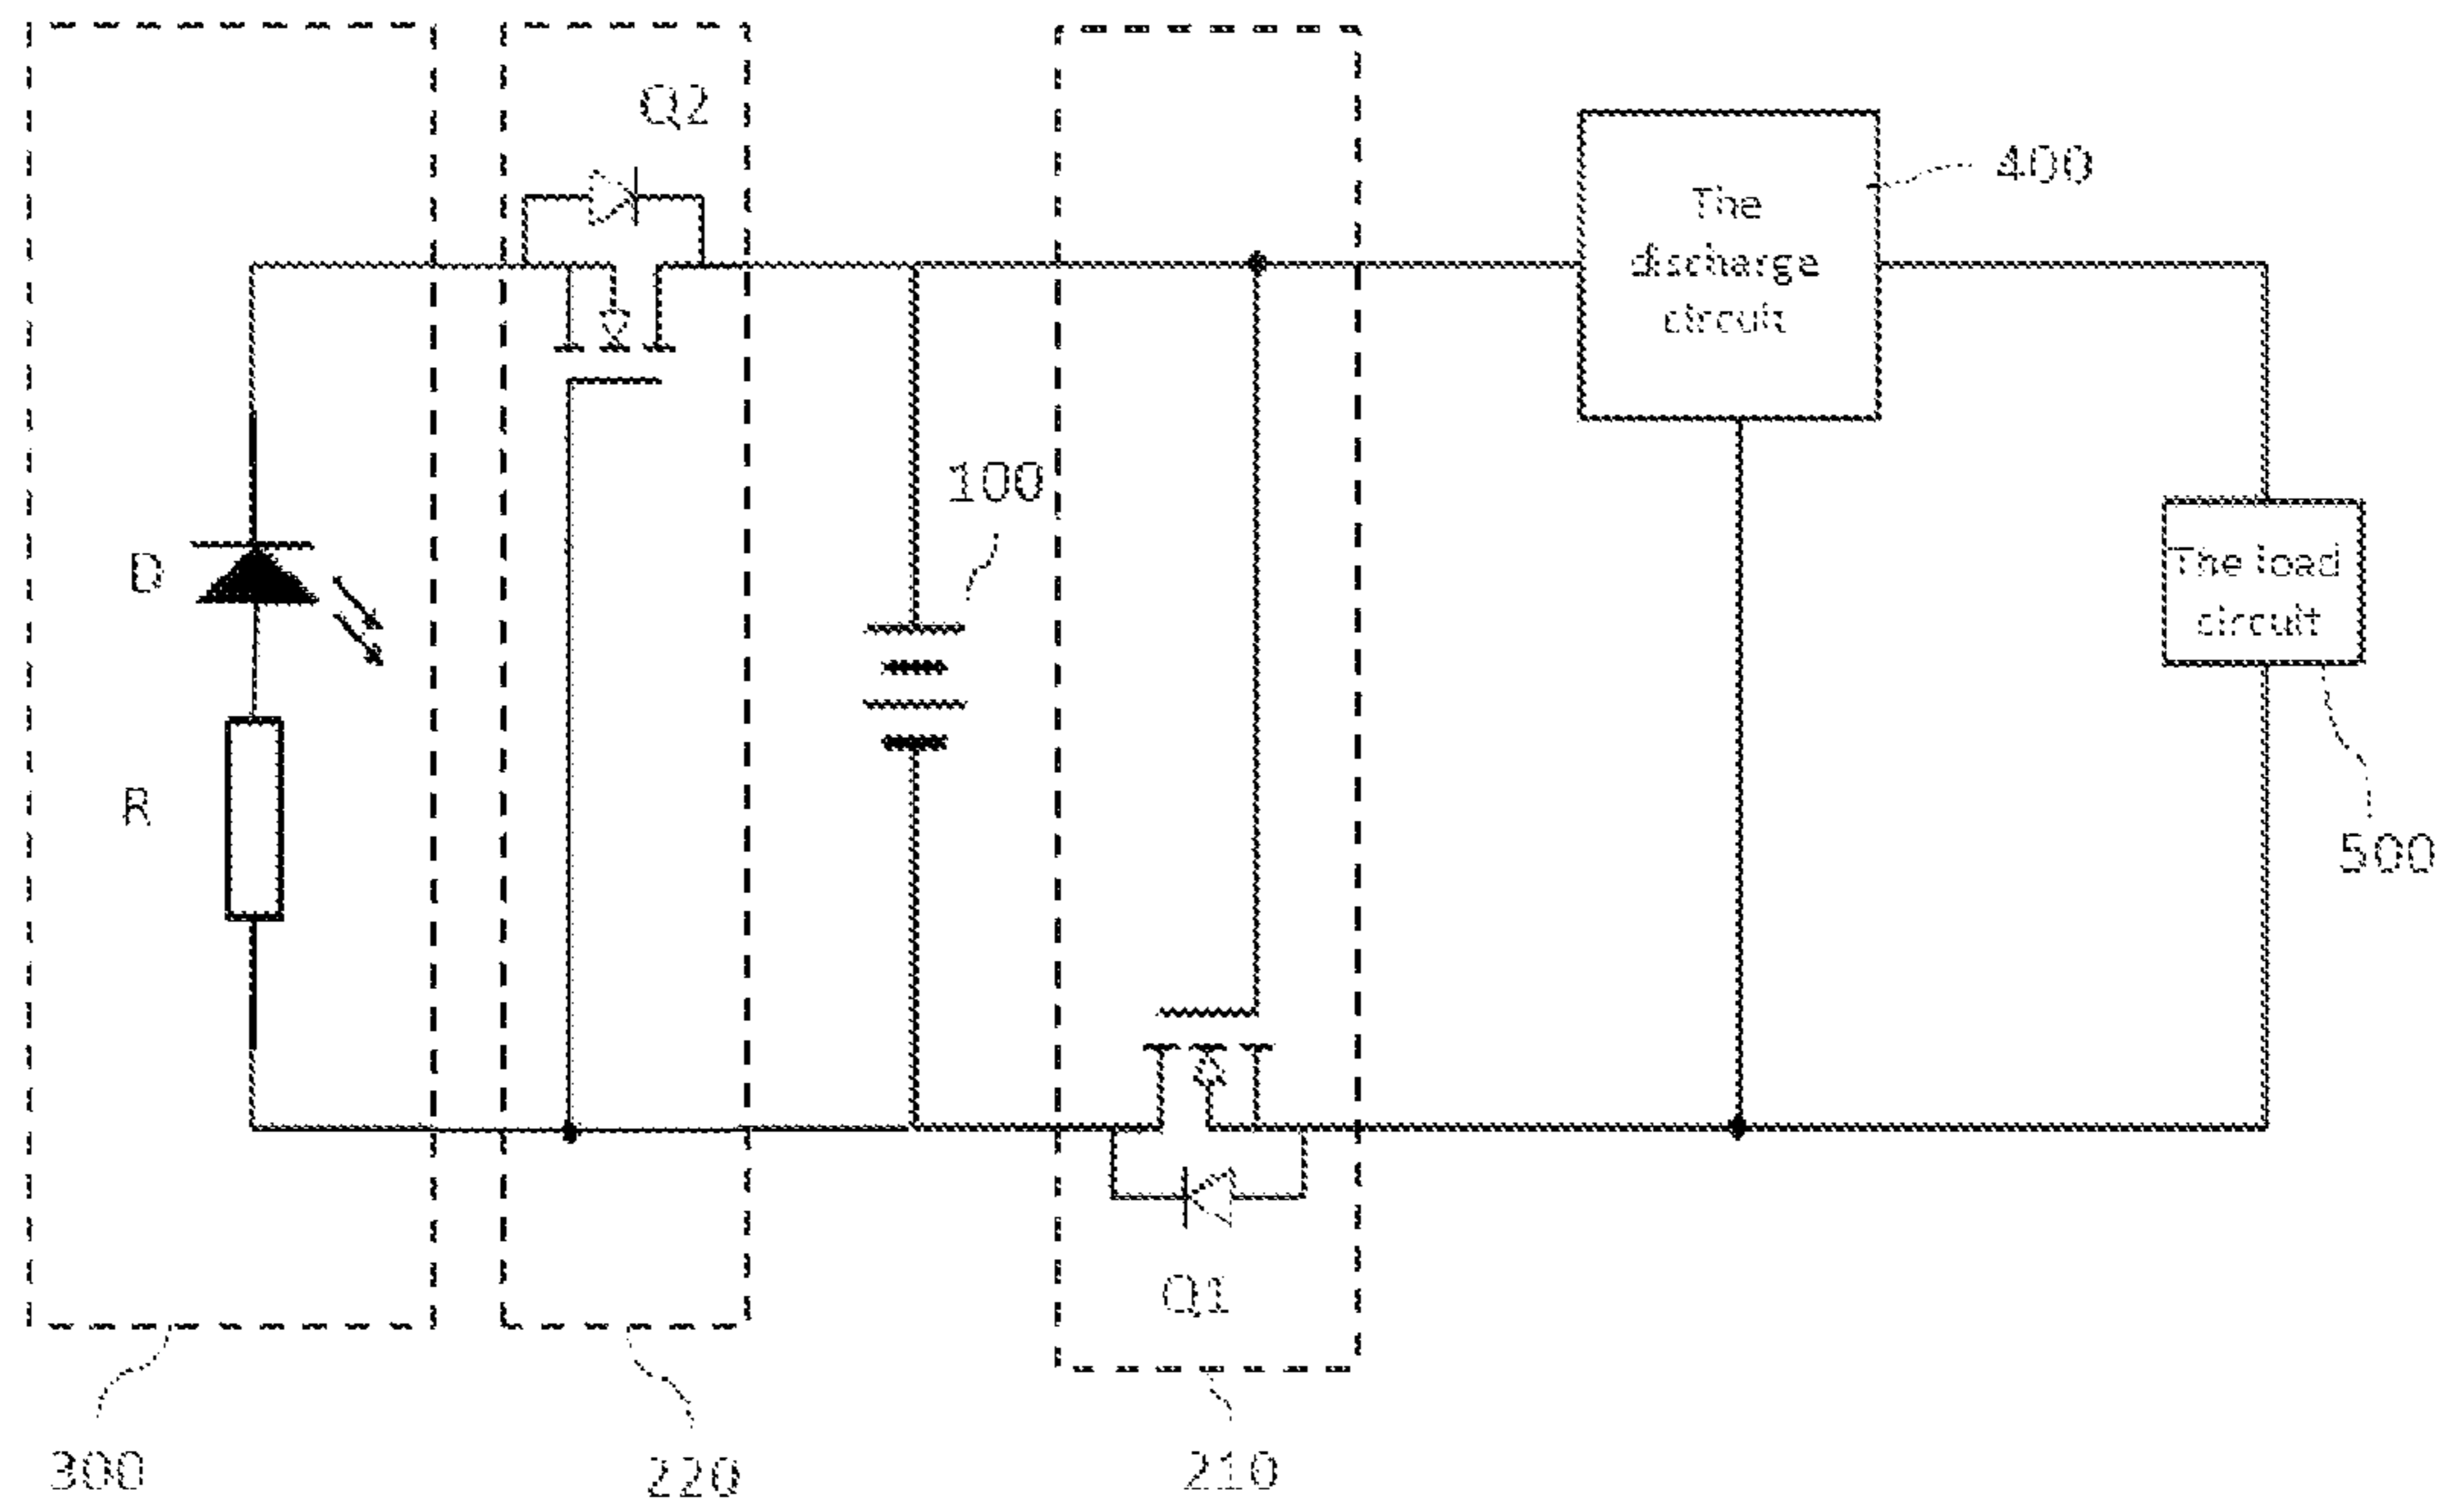 Q2
400
The
discharge
circuit
100
D
The load
circuit
R
500
Q1
300
220
210